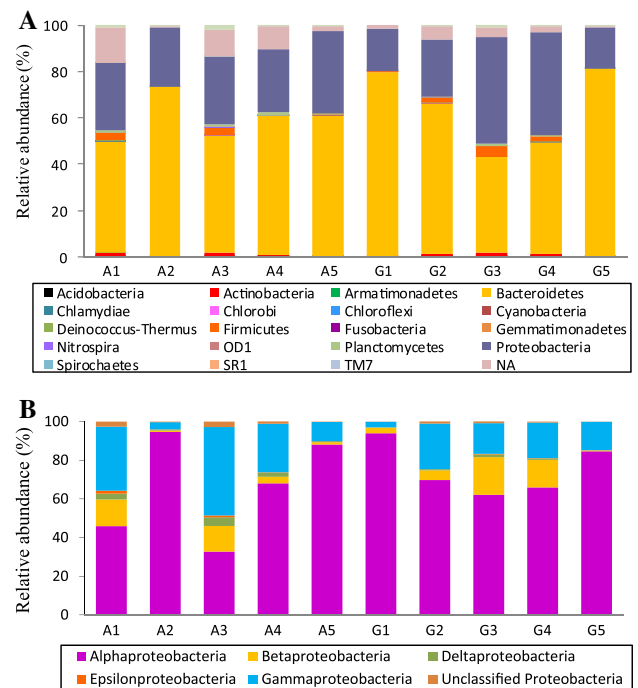 A
Relative abundance (%)
100
80
60
40
20
0
A1 A2 A3 A4 A5 G1 G2 G3 G4 G5
Acidobacteria Actinobacteria Armatimonadetes Bacteroidetes
Chlamydiae Chlorobi Chloroflexi Cyanobacteria
Deinococcus-Thermus Firmicutes Fusobacteria Gemmatimonadetes
Nitrospira OD1 Planctomycetes Proteobacteria
Spirochaetes SR1 TM7 NA
B
Relative abundance (%)
100
80
60
40
20
0
A1 A2 A3 A4 A5 G1 G2 G3 G4 G5
Alphaproteobacteria Betaproteobacteria Deltaproteobacteria
Epsilonproteobacteria Gammaproteobacteria Unclassified Proteobacteria